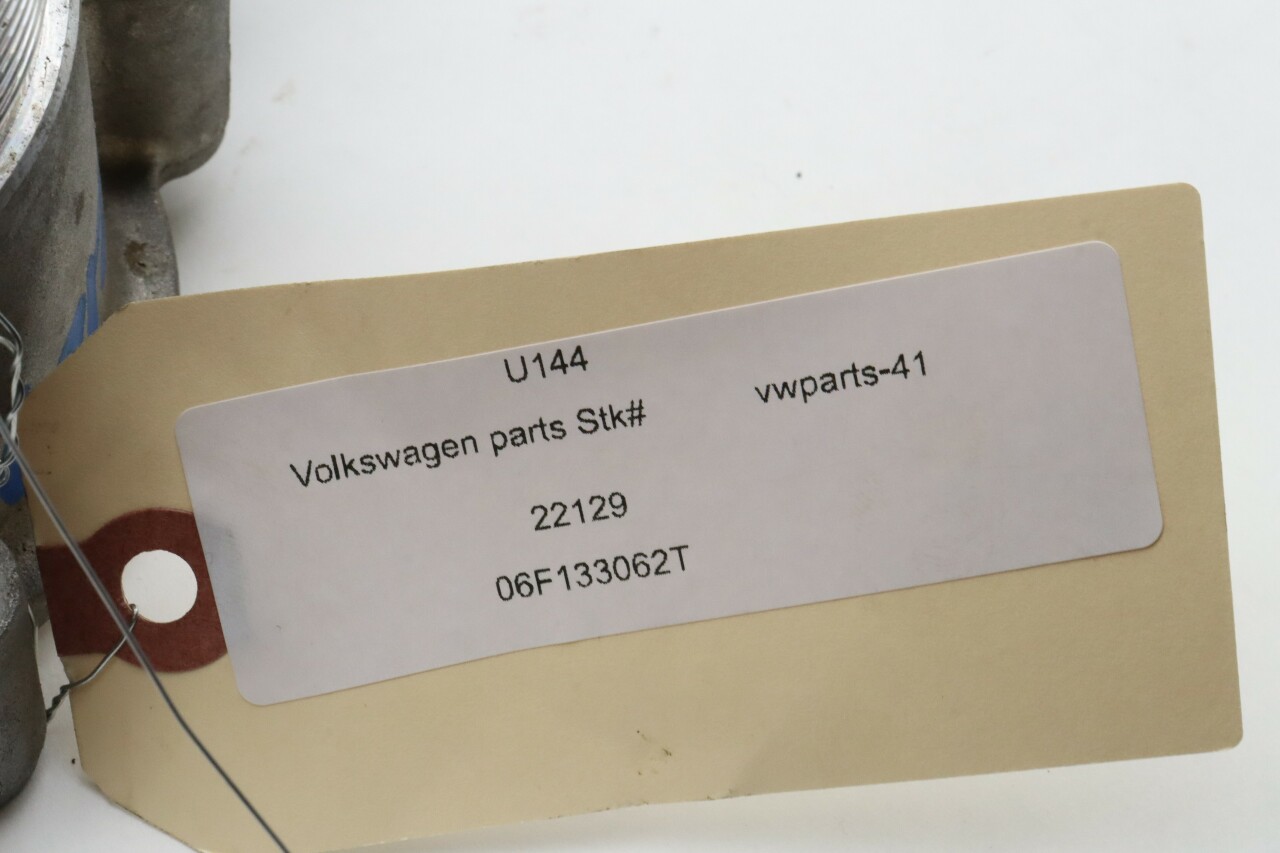 U144
Volkswagen parts Stk# vwparts-41
22129
06F133062T